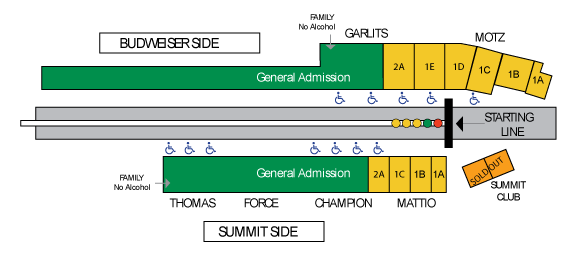 FAMILY
No Alcohol
GARLITS
MOTZ
BUDWEISER SIDE
General Admission
2A
1E
1D
1C
1B
1A
STARTING
LINE
FAMILY
No Alcohol
General Admission
2A
1C
1B
1A
SOLD OUT
SUMMIT
CLUB
THOMAS
FORCE
CHAMPION
MATTIO
SUMMIT SIDE